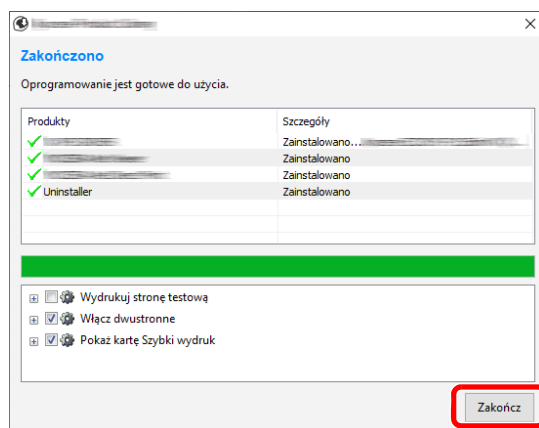 Zakończono
Oprogramowanie jest gotowe do użycia.
Produkty Szczegóły
Zainstalowano...
Zainstalowano
Zainstalowano
Uninstaller Zainstalowano
Wydrukuj stronę testową
Włącz dwustronne
Pokaż kartę Szybki wydruk
Zakończ